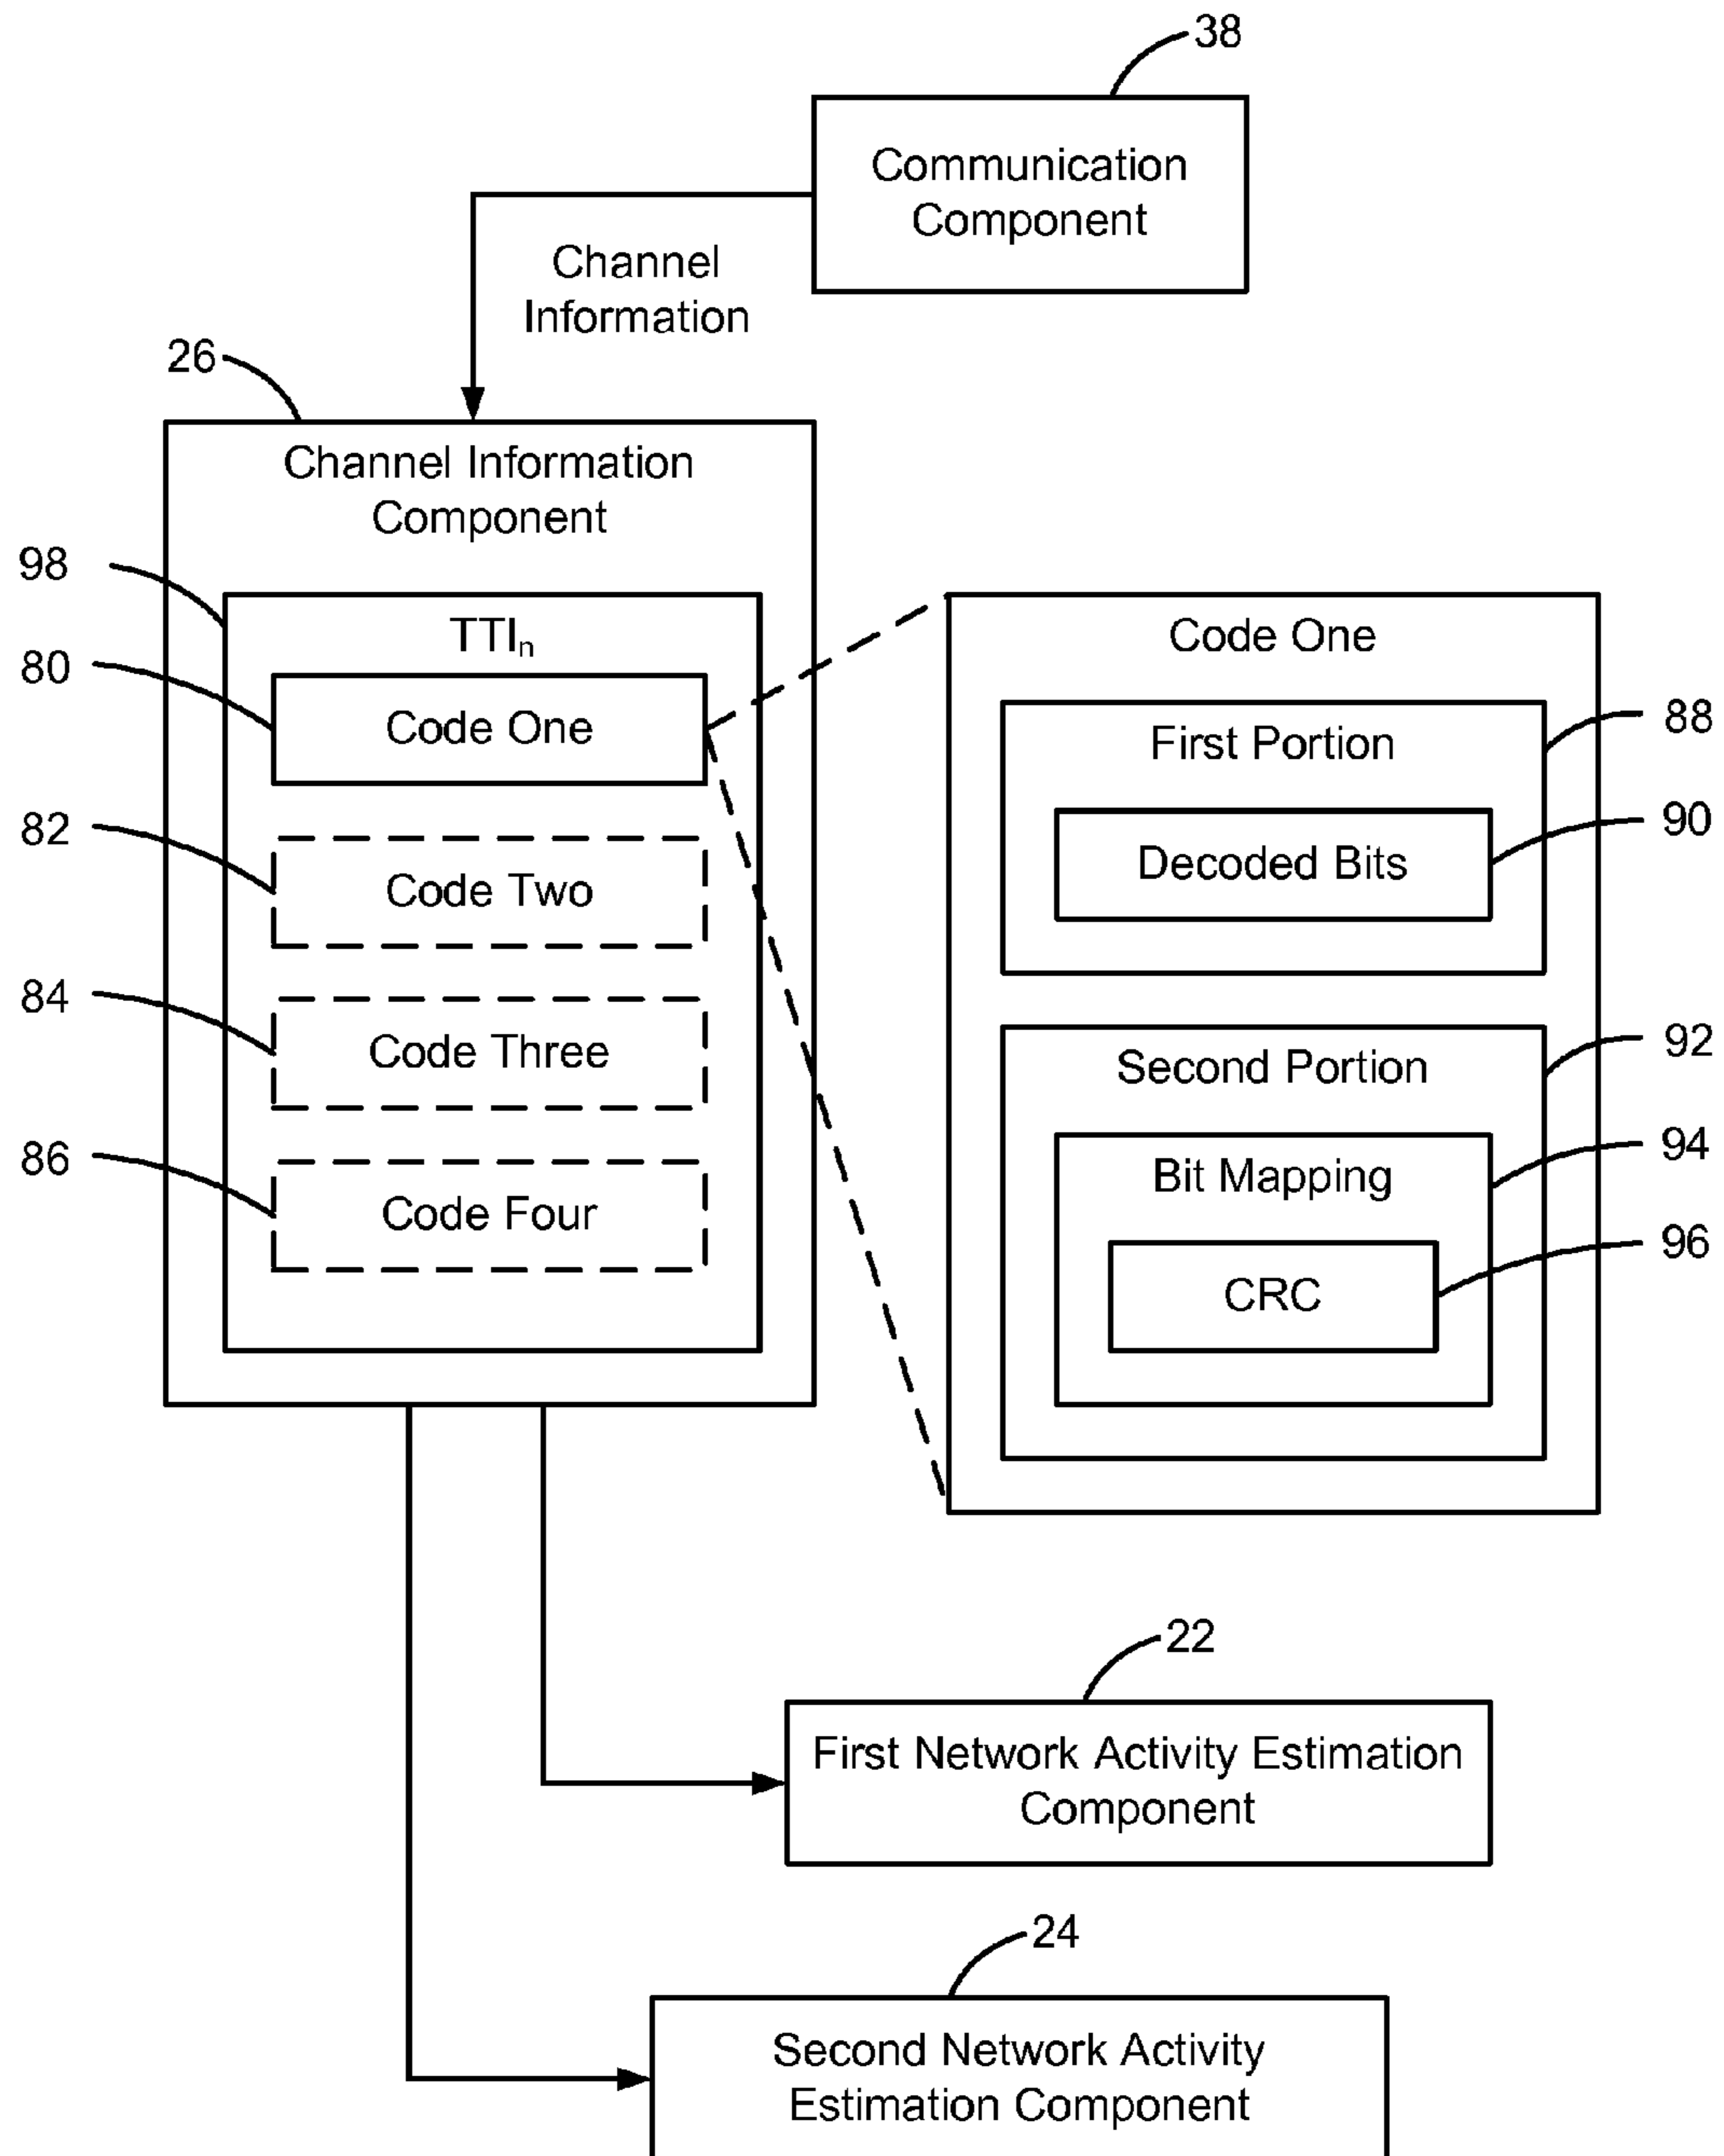 38
Communication
Component
Channel
Information
26
Channel Information
Component
98
TTIn
80
Code One
82
Code Two
84
Code Three
86
Code Four
Code One
First Portion
88
Decoded Bits
90
Second Portion
92
Bit Mapping
94
CRC
96
22
First Network Activity Estimation
Component
24
Second Network Activity
Estimation Component